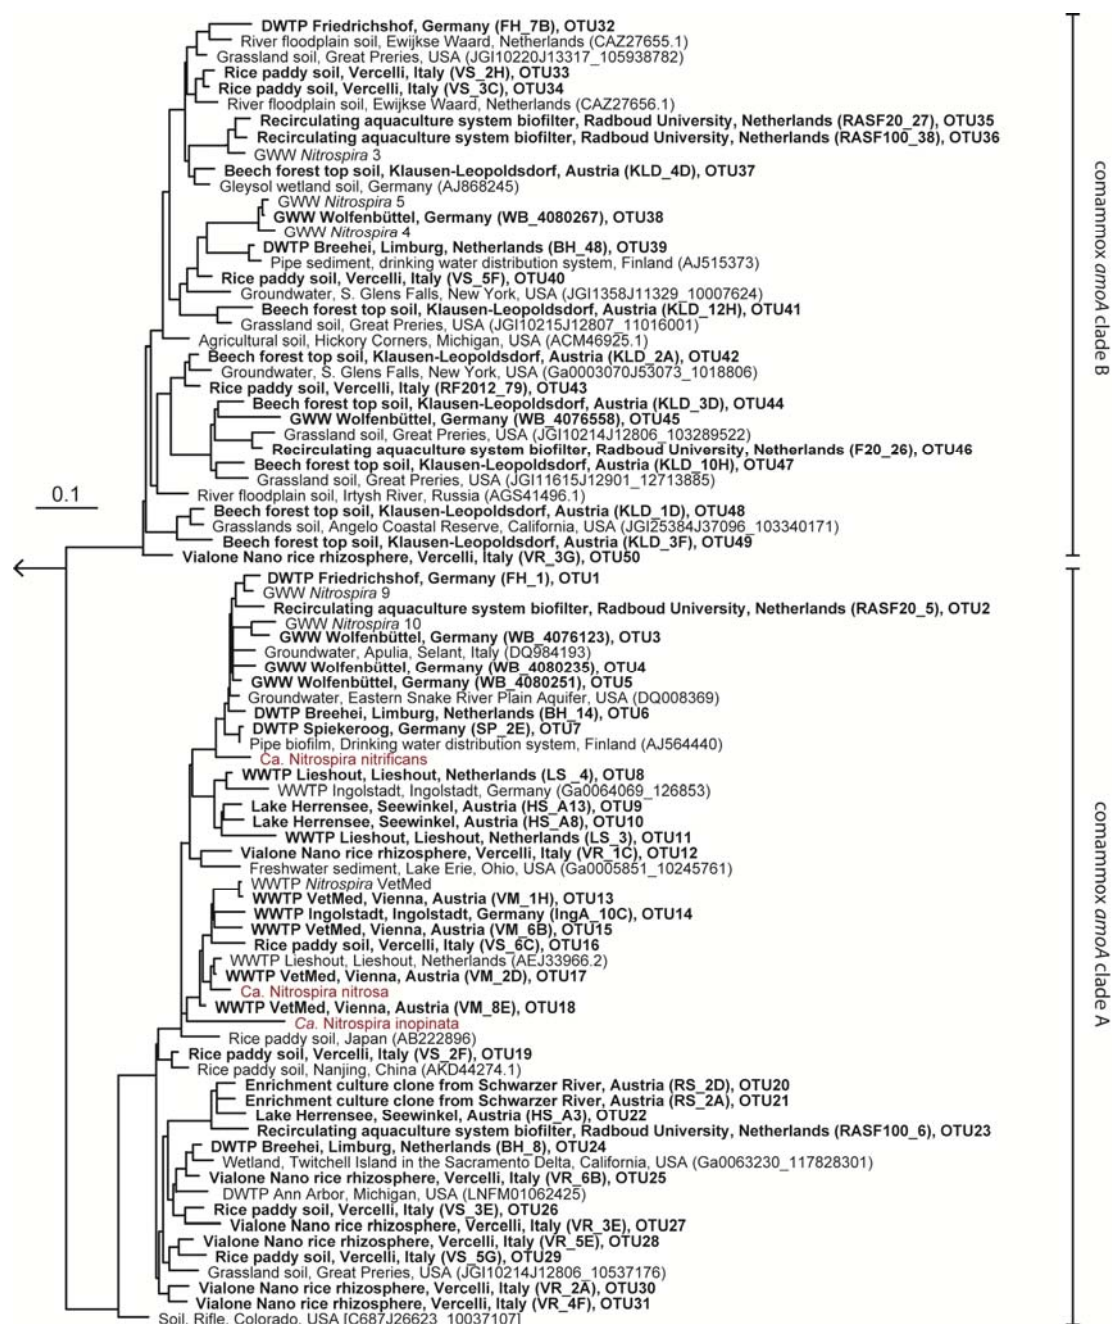 DWTP Friedrichshof, Germany (FH_7B), OTU32
River floodplain soil, Ewijkse Waard, Netherlands (CAZ27655.1)
Grassland soil, Great Preries, USA (JGI10220J13317_105938782)
Rice paddy soil, Vercelli, Italy (VS_2H), OTU33
Rice paddy soil, Vercelli, Italy (VS_3C), OTU34
River floodplain soil, Ewijkse Waard, Netherlands (CAZ27656.1)
Recirculating aquaculture system biofilter, Radboud University, Netherlands (RASF20_27), OTU35
Recirculating aquaculture system biofilter, Radboud University, Netherlands (RASF100_38), OTU36
GWW Nitrospira 3
Beech forest top soil, Klausen-Leopoldsdorf, Austria (KLD_4D), OTU37
Gleysol wetland soil, Germany (AJ868245)
GWW Nitrospira 5
GWW Wolfenbüttel, Germany (WB_4080267), OTU38
GWW Nitrospira 4
DWTP Breehei, Limburg, Netherlands (BH_48), OTU39
Pipe sediment, drinking water distribution system, Finland (AJ515373)
Rice paddy soil, Vercelli, Italy (VS_5F), OTU40
Groundwater, S. Glens Falls, New York, USA (JGI1358J11329_10007624)
Beech forest top soil, Klausen-Leopoldsdorf, Austria (KLD_12H), OTU41
Grassland soil, Great Preries, USA (JGI10215J12807_11016001)
Agricultural soil, Hickory Corners, Michigan, USA (ACM46925.1)
Beech forest top soil, Klausen-Leopoldsdorf, Austria (KLD_2A), OTU42
Groundwater, S. Glens Falls, New York, USA (Ga0003070J53073_1018806)
Rice paddy soil, Vercelli, Italy (RF2012_79), OTU43
Beech forest top soil, Klausen-Leopoldsdorf, Austria (KLD_3D), OTU44
GWW Wolfenbüttel, Germany (WB_4076558), OTU45
Grassland soil, Great Preries, USA (JGI10214J12806_103289522)
Recirculating aquaculture system biofilter, Radboud University, Netherlands (F20_26), OTU46
Beech forest top soil, Klausen-Leopoldsdorf, Austria (KLD_10H), OTU47
Grassland soil, Great Preries, USA (JGI11615J12901_12713885)
River floodplain soil, Irtysh River, Russia (AGS41496.1)
Beech forest top soil, Klausen-Leopoldsdorf, Austria (KLD_1D), OTU48
Grasslands soil, Angelo Coastal Reserve, California, USA (JGI25384J37096_103340171)
Beech forest top soil, Klausen-Leopoldsdorf, Austria (KLD_3F), OTU49
Vialone Nano rice rhizosphere, Vercelli, Italy (VR_3G), OTU50
comammox amoA clade B
0.1
DWTP Friedrichshof, Germany (FH_1), OTU1
GWW Nitrospira 9
Recirculating aquaculture system biofilter, Radboud University, Netherlands (RASF20_5), OTU2
GWW Nitrospira 10
GWW Wolfenbüttel, Germany (WB_4076123), OTU3
Groundwater, Apulia, Selant, Italy (DQ984193)
GWW Wolfenbüttel, Germany (WB_4080235), OTU4
GWW Wolfenbüttel, Germany (WB_4080251), OTU5
Groundwater, Eastern Snake River Plain Aquifer, USA (DQ008369)
DWTP Breehei, Limburg, Netherlands (BH_14), OTU6
DWTP Spiekeroog, Germany (SP_2E), OTU7
Pipe biofilm, Drinking water distribution system, Finland (AJ564440)
Ca. Nitrospira nitrificans
WWTP Lieshout, Lieshout, Netherlands (LS _4), OTU8
WWTP Ingolstadt, Ingolstadt, Germany (Ga0064069_126853)
Lake Herrensee, Seewinkel, Austria (HS_A13), OTU9
Lake Herrensee, Seewinkel, Austria (HS_A8), OTU10
WWTP Lieshout, Lieshout, Netherlands (LS_3), OTU11
Vialone Nano rice rhizosphere, Vercelli, Italy (VR_1C), OTU12
Freshwater sediment, Lake Erie, Ohio, USA (Ga0005851_10245761)
WWTP Nitrospira VetMed
WWTP VetMed, Vienna, Austria (VM_1H), OTU13
WWTP Ingolstadt, Ingolstadt, Germany (IngA_10C), OTU14
WWTP VetMed, Vienna, Austria (VM_6B), OTU15
Rice paddy soil, Vercelli, Italy (VS_6C), OTU16
WWTP Lieshout, Lieshout, Netherlands (AEJ33966.2)
WWTP VetMed, Vienna, Austria (VM_2D), OTU17
Ca. Nitrospira nitrosa
WWTP VetMed, Vienna, Austria (VM_8E), OTU18
Ca. Nitrospira inopinata
Rice paddy soil, Japan (AB222896)
Rice paddy soil, Vercelli, Italy (VS_2F), OTU19
Rice paddy soil, Nanjing, China (AKD44274.1)
Enrichment culture clone from Schwarzer River, Austria (RS_2D), OTU20
Enrichment culture clone from Schwarzer River, Austria (RS_2A), OTU21
Lake Herrensee, Seewinkel, Austria (HS_A3), OTU22
Recirculating aquaculture system biofilter, Radboud University, Netherlands (RASF100_6), OTU23
DWTP Breehei, Limburg, Netherlands (BH_8), OTU24
Wetland, Twitchell Island in the Sacramento Delta, California, USA (Ga0063230_117828301)
Vialone Nano rice rhizosphere, Vercelli, Italy (VR_6B), OTU25
DWTP Ann Arbor, Michigan, USA (LNFM01062425)
Rice paddy soil, Vercelli, Italy (VS_3E), OTU26
Vialone Nano rice rhizosphere, Vercelli, Italy (VR_3E), OTU27
Vialone Nano rice rhizosphere, Vercelli, Italy (VR_5E), OTU28
Rice paddy soil, Vercelli, Italy (VS_5G), OTU29
Grassland soil, Great Preries, USA (JGI10214J12806_10537176)
Vialone Nano rice rhizosphere, Vercelli, Italy (VR_2A), OTU30
Vialone Nano rice rhizosphere, Vercelli, Italy (VR_4F), OTU31
Soil, Rifle, Colorado, USA [C687J26623_10037107]
comammox amoA clade A